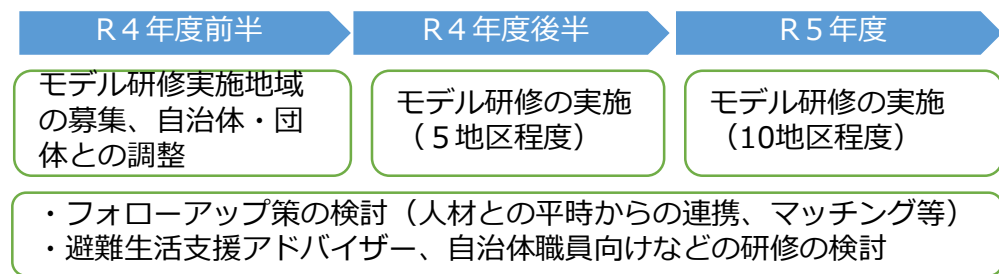 R４年度前半
R４年度後半
R５年度
モデル研修実施地域
の募集、自治体・団
体との調整
モデル研修の実施
（５地区程度）
モデル研修の実施
（10地区程度）
・フォローアップ策の検討（人材との平時からの連携、マッチング等）
・避難生活支援アドバイザー、自治体職員向けなどの研修の検討